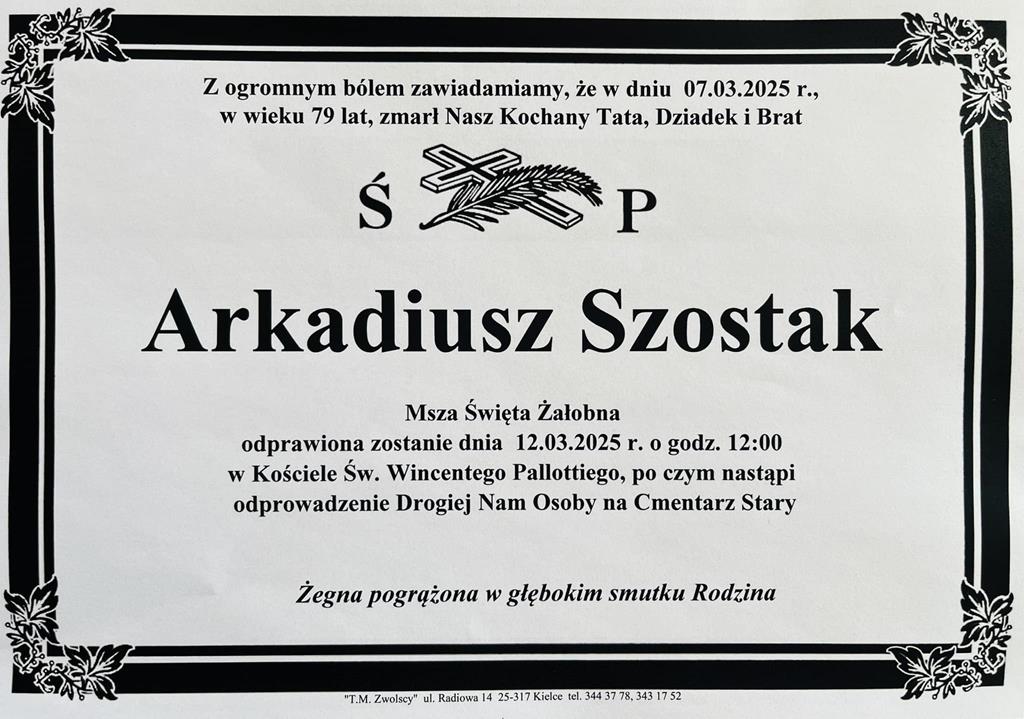 Z ogromnym bólem zawiadamiamy, że w dniu 07.03.2025 r.,
w wieku 79 lat, zmarł Nasz Kochany Tata, Dziadek i Brat
Ś P
Arkadiusz Szostak
Msza Święta Żałobna
odprawiona zostanie dnia 12.03.2025 r. o godz. 12:00
w Kościele Św. Wincentego Pallottiego, po czym nastąpi
odprowadzenie Drogiej Nam Osoby na Cmentarz Stary
Żegna pogrążona w głębokim smutku Rodzina
"T.M. Zwolscy" ul. Radiowa 14 25-317 Kielce tel. 344 37 78, 343 17 52